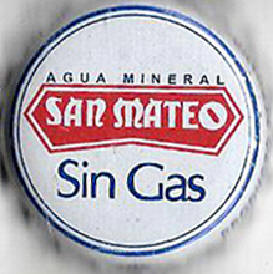 AGUA MINERAL
SAN MATEO
Sin Gas